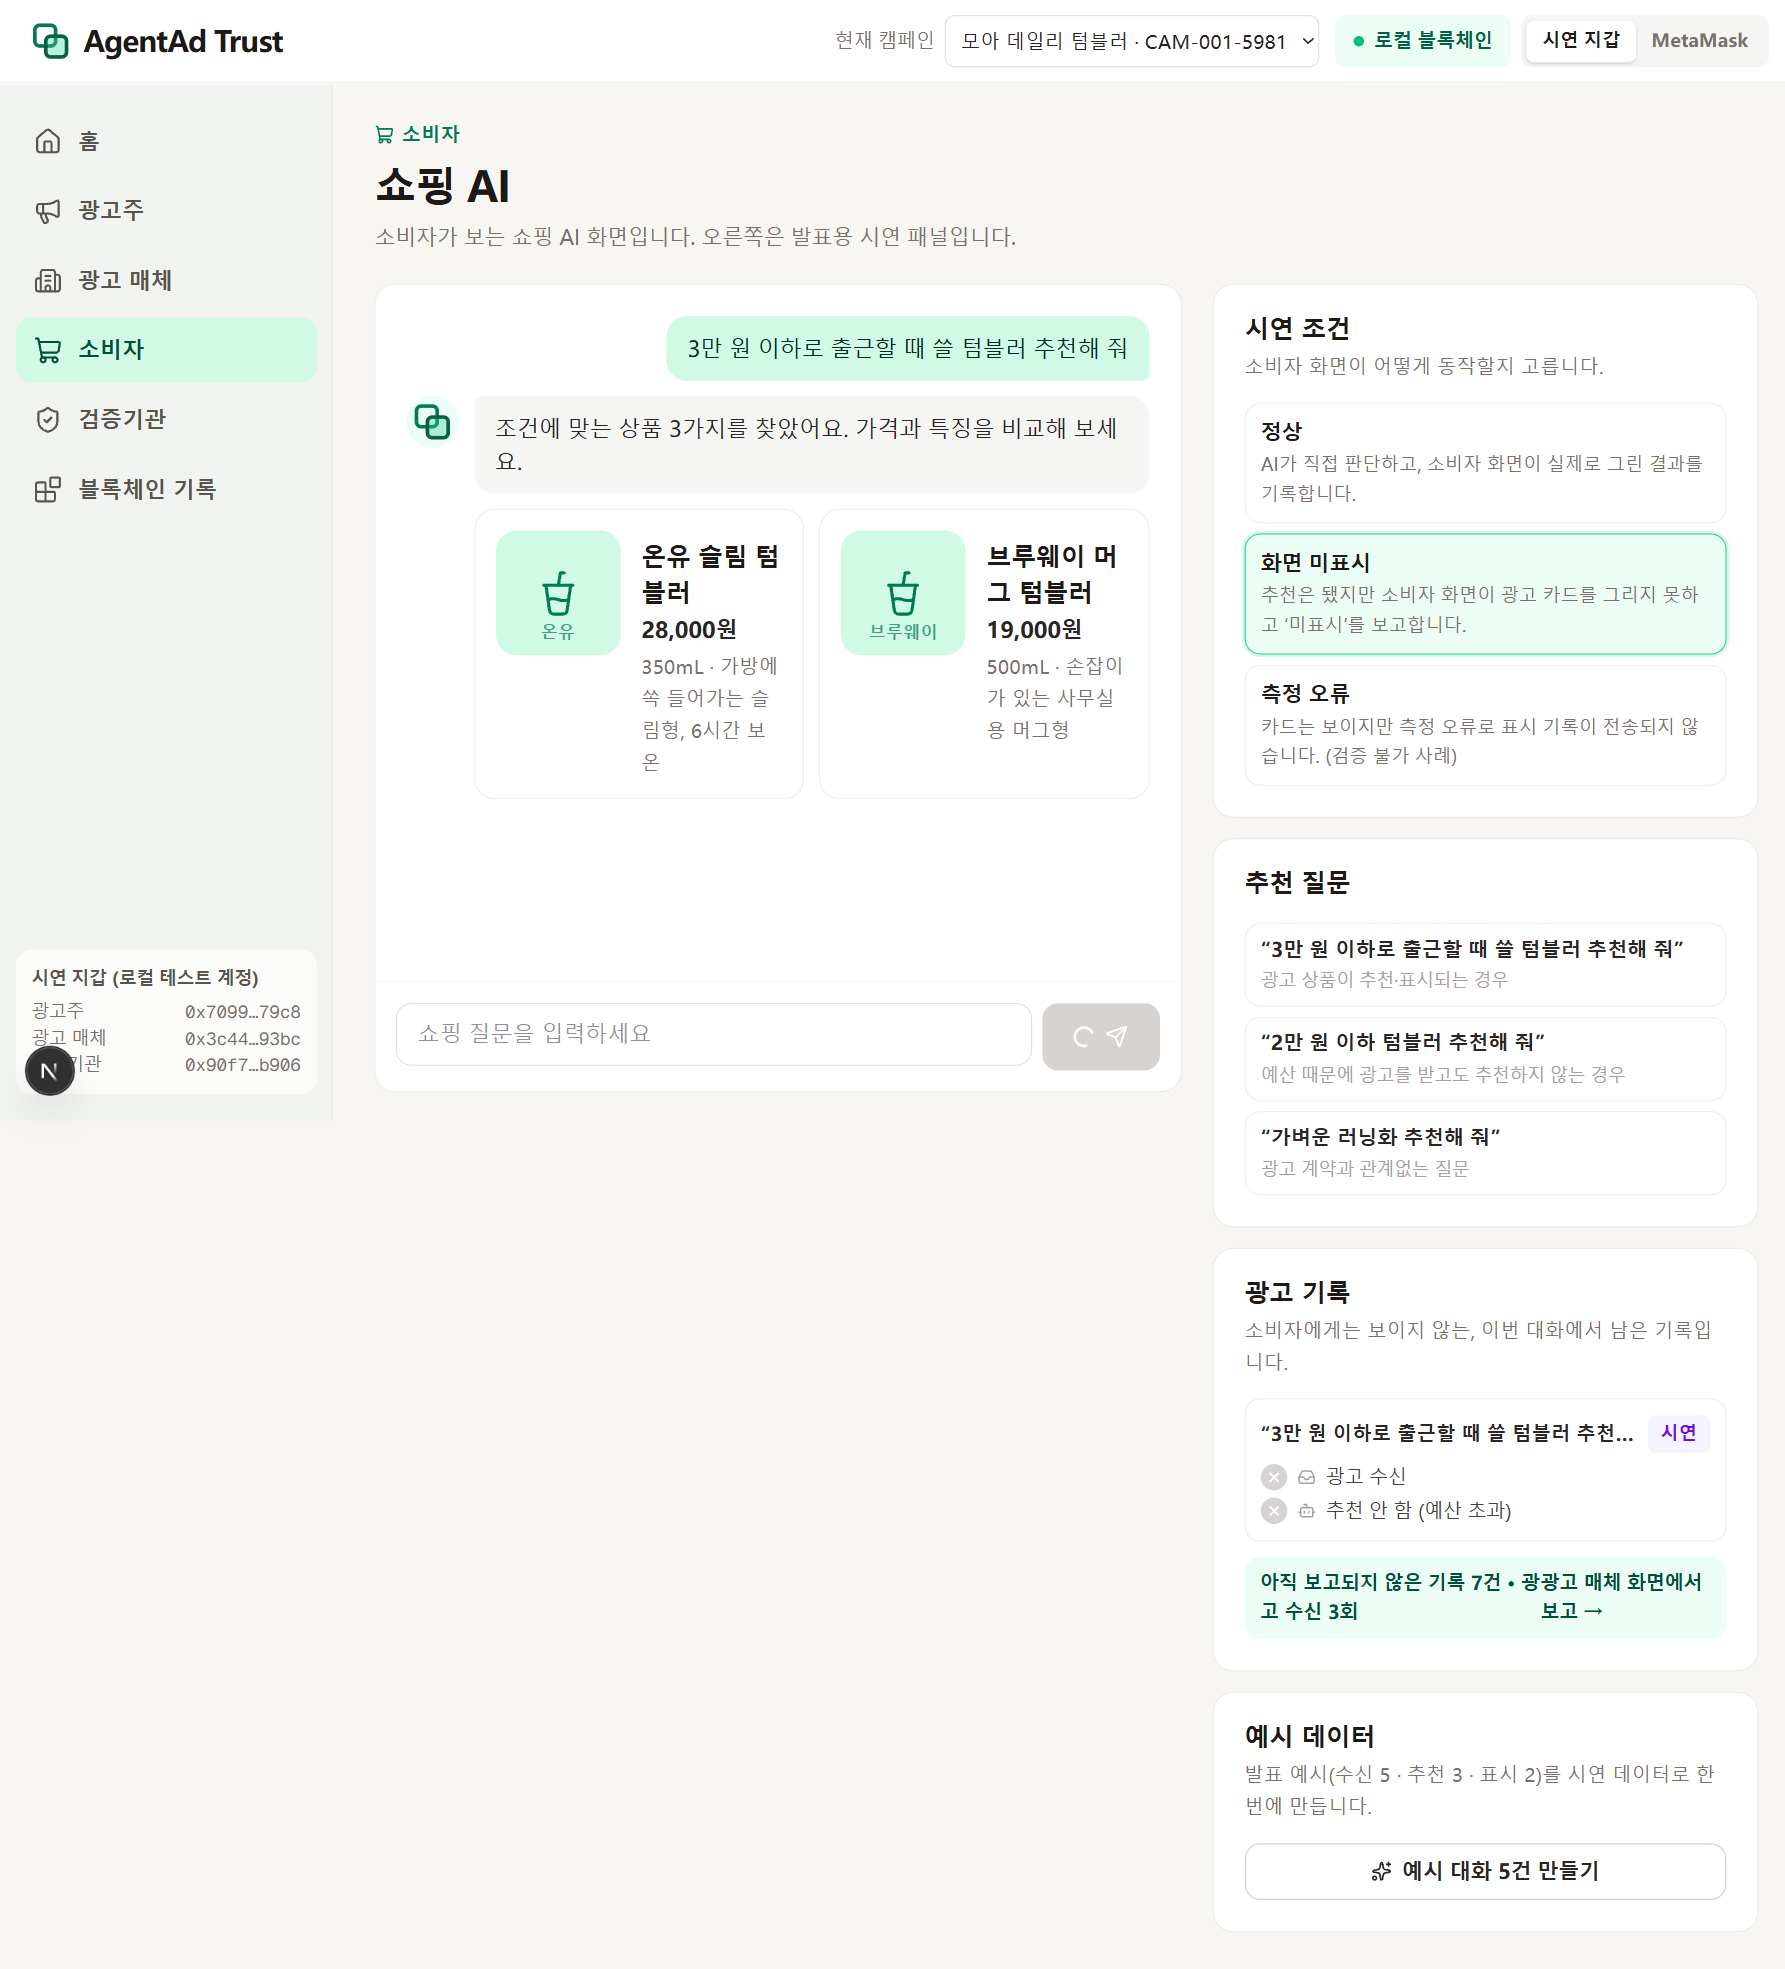 AgentAd Trust
현재 캠페인
모아 데일리 텀블러 · CAM-001-5981
로컬 블록체인
시연 지갑
MetaMask
홈
광고주
광고 매체
소비자
검증기관
블록체인 기록
시연 지갑 (로컬 테스트 계정)
광고주 0x7099…79c8
광고 매체 0x3c44…93bc
기관 0x90f7…b906
N
소비자
쇼핑 AI
소비자가 보는 쇼핑 AI 화면입니다. 오른쪽은 발표용 시연 패널입니다.
3만 원 이하로 출근할 때 쓸 텀블러 추천해 줘
조건에 맞는 상품 3가지를 찾았어요. 가격과 특징을 비교해 보세
요.
온유
온유 슬림 텀
블러
28,000원
350mL · 가방에
쏙 들어가는 슬
림형, 6시간 보
온
브루웨이
브루웨이 머
그 텀블러
19,000원
500mL · 손잡이
가 있는 사무실
용 머그형
쇼핑 질문을 입력하세요
시연 조건
소비자 화면이 어떻게 동작할지 고릅니다.
정상
AI가 직접 판단하고, 소비자 화면이 실제로 그린 결과를
기록합니다.
화면 미표시
추천은 됐지만 소비자 화면이 광고 카드를 그리지 못하
고 ‘미표시’를 보고합니다.
측정 오류
카드는 보이지만 측정 오류로 표시 기록이 전송되지 않
습니다. (검증 불가 사례)
추천 질문
“3만 원 이하로 출근할 때 쓸 텀블러 추천해 줘”
광고 상품이 추천·표시되는 경우
“2만 원 이하 텀블러 추천해 줘”
예산 때문에 광고를 받고도 추천하지 않는 경우
“가벼운 러닝화 추천해 줘”
광고 계약과 관계없는 질문
광고 기록
소비자에게는 보이지 않는, 이번 대화에서 남은 기록입
니다.
“3만 원 이하로 출근할 때 쓸 텀블러 추천… 시연
광고 수신
추천 안 함 (예산 초과)
아직 보고되지 않은 기록 7건 • 광
고 수신 3회
광고 매체 화면에서
보고 →
예시 데이터
발표 예시(수신 5 · 추천 3 · 표시 2)를 시연 데이터로 한
번에 만듭니다.
예시 대화 5건 만들기